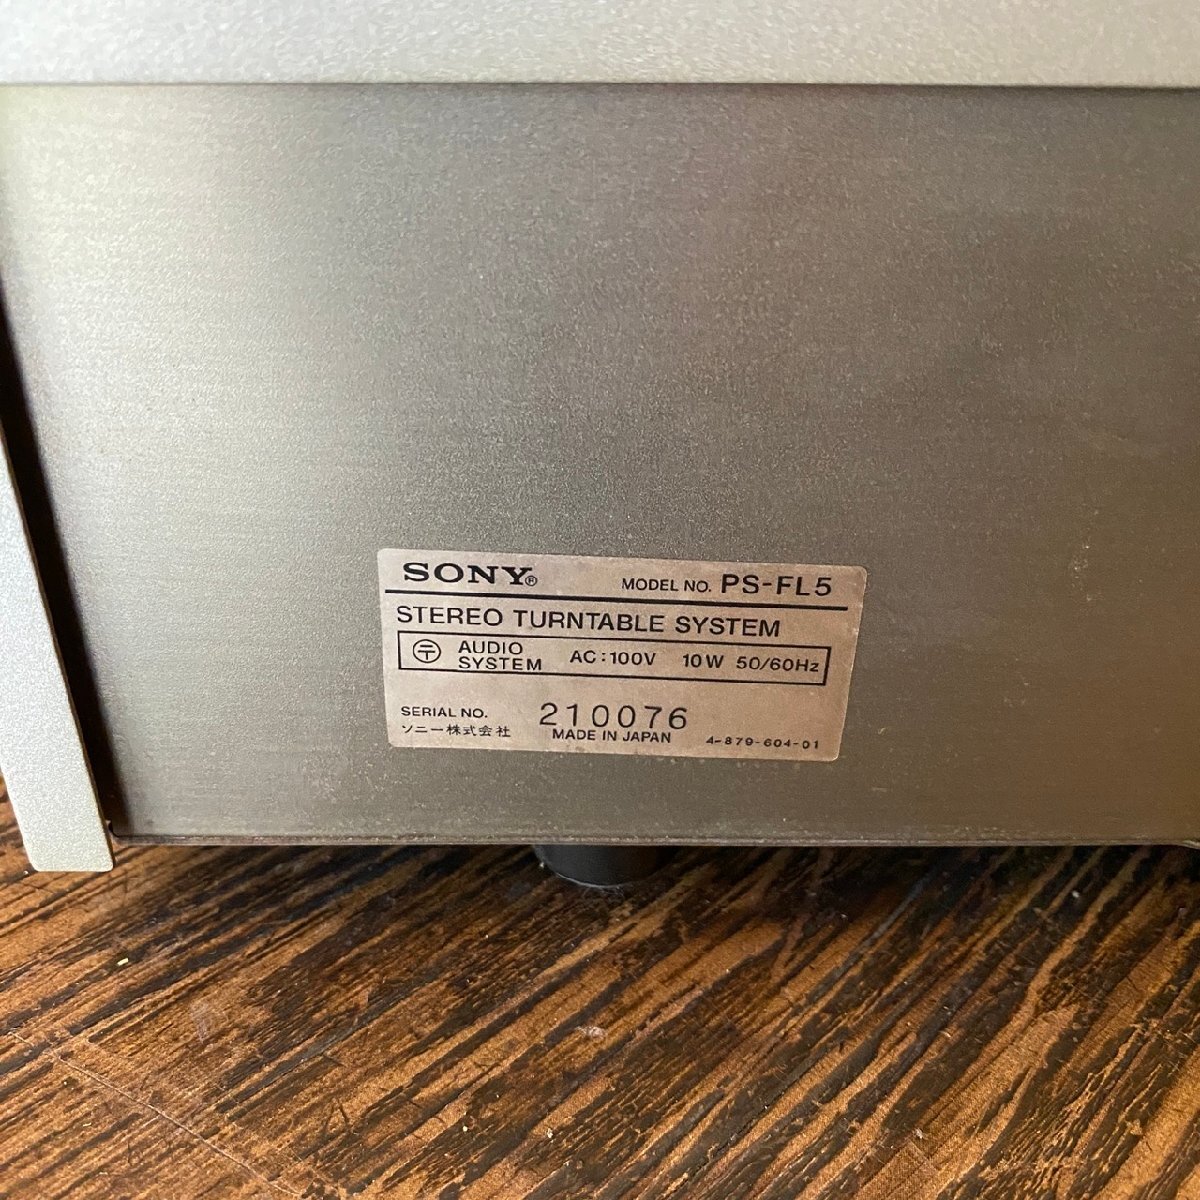 SONY® MODEL NO. PS-FL5
STEREO TURNTABLE SYSTEM
〒 AUDIO SYSTEM AC:100V 10W 50/60Hz
SERIAL NO. 210076
ソニー株式会社 MADE IN JAPAN 4-879-604-01